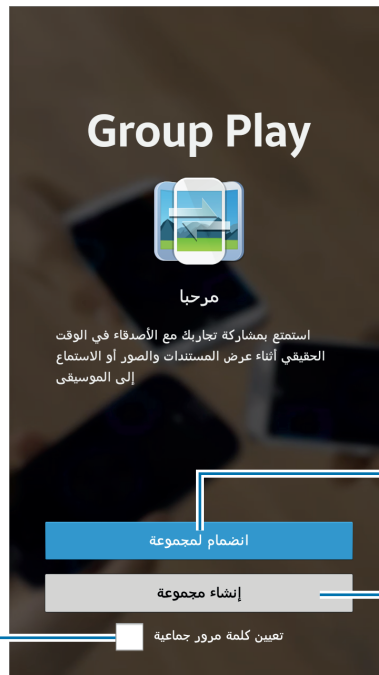 Group Play
مرحبا
استمتع بمشاركة تجاربك مع الأصدقاء في الوقت
الحقيقي أثناء عرض المستندات والصور أو الاستماع
إلى الموسيقى
انضمام لمجموعة
إنشاء مجموعة
تعيين كلمة مرور جماعية